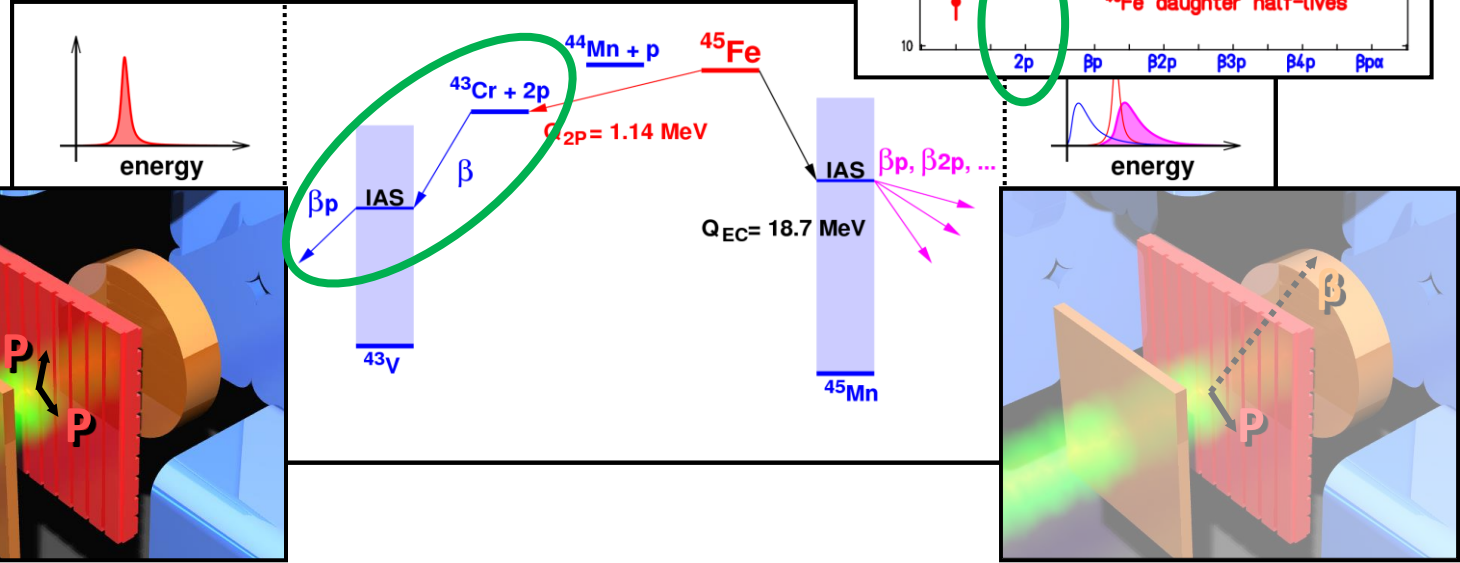 ⁴⁵Fe daughter half-lives
10
2p βp β2p β3p β4p βpα
energy
⁴⁴Mn + p
⁴⁵Fe
⁴³Cr + 2p
Q2P= 1.14 MeV
β
βp
IAS
⁴³V
IAS
βp, β2p, ...
QEC= 18.7 MeV
⁴⁵Mn
energy
P
P
β
P